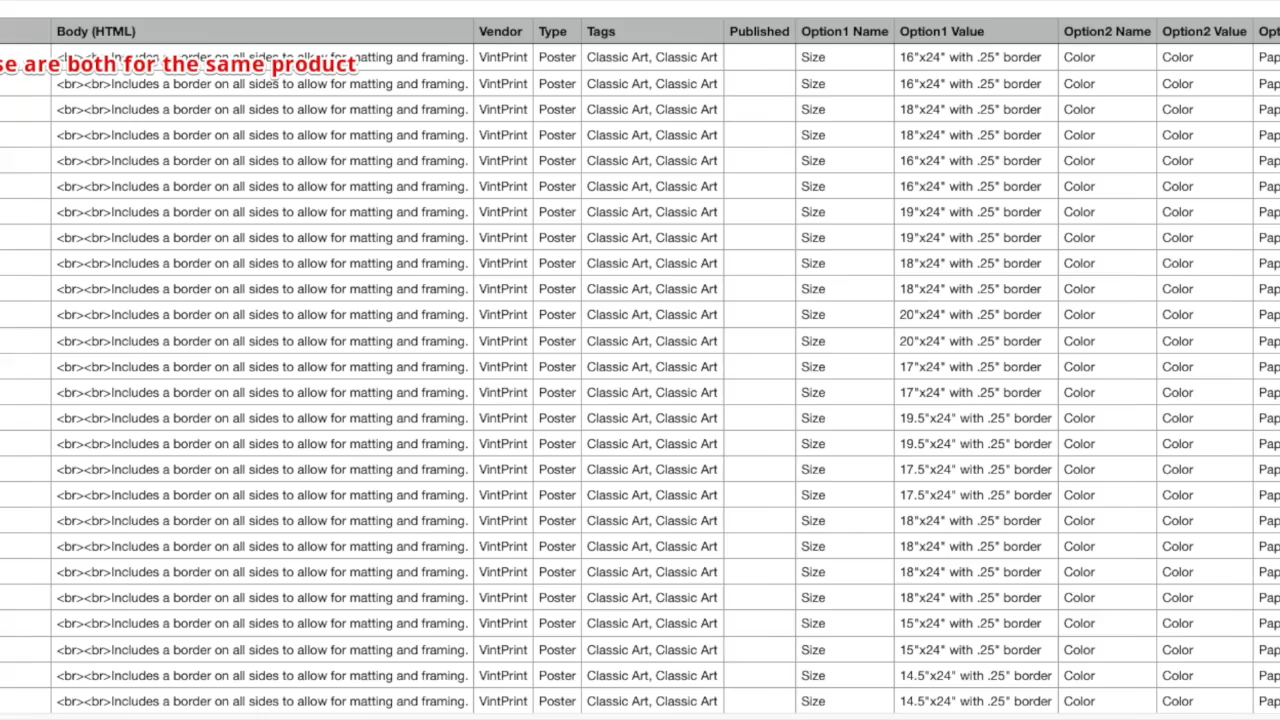 Body (HTML) Vendor Type Tags Published Option1 Name Option1 Value Option2 Name Option2 Value Opt
se are both for the same product
<br><br>Includes a border on all sides to allow for matting and framing. VintPrint Poster Classic Art, Classic Art Size 16"x24" with .25" border Color Color Pap
<br><br>Includes a border on all sides to allow for matting and framing. VintPrint Poster Classic Art, Classic Art Size 16"x24" with .25" border Color Color Pap
<br><br>Includes a border on all sides to allow for matting and framing. VintPrint Poster Classic Art, Classic Art Size 18"x24" with .25" border Color Color Pap
<br><br>Includes a border on all sides to allow for matting and framing. VintPrint Poster Classic Art, Classic Art Size 18"x24" with .25" border Color Color Pap
<br><br>Includes a border on all sides to allow for matting and framing. VintPrint Poster Classic Art, Classic Art Size 16"x24" with .25" border Color Color Pap
<br><br>Includes a border on all sides to allow for matting and framing. VintPrint Poster Classic Art, Classic Art Size 16"x24" with .25" border Color Color Pap
<br><br>Includes a border on all sides to allow for matting and framing. VintPrint Poster Classic Art, Classic Art Size 19"x24" with .25" border Color Color Pap
<br><br>Includes a border on all sides to allow for matting and framing. VintPrint Poster Classic Art, Classic Art Size 19"x24" with .25" border Color Color Pap
<br><br>Includes a border on all sides to allow for matting and framing. VintPrint Poster Classic Art, Classic Art Size 18"x24" with .25" border Color Color Pap
<br><br>Includes a border on all sides to allow for matting and framing. VintPrint Poster Classic Art, Classic Art Size 18"x24" with .25" border Color Color Pap
<br><br>Includes a border on all sides to allow for matting and framing. VintPrint Poster Classic Art, Classic Art Size 20"x24" with .25" border Color Color Pap
<br><br>Includes a border on all sides to allow for matting and framing. VintPrint Poster Classic Art, Classic Art Size 20"x24" with .25" border Color Color Pap
<br><br>Includes a border on all sides to allow for matting and framing. VintPrint Poster Classic Art, Classic Art Size 17"x24" with .25" border Color Color Pap
<br><br>Includes a border on all sides to allow for matting and framing. VintPrint Poster Classic Art, Classic Art Size 17"x24" with .25" border Color Color Pap
<br><br>Includes a border on all sides to allow for matting and framing. VintPrint Poster Classic Art, Classic Art Size 19.5"x24" with .25" border Color Color Pap
<br><br>Includes a border on all sides to allow for matting and framing. VintPrint Poster Classic Art, Classic Art Size 19.5"x24" with .25" border Color Color Pap
<br><br>Includes a border on all sides to allow for matting and framing. VintPrint Poster Classic Art, Classic Art Size 17.5"x24" with .25" border Color Color Pap
<br><br>Includes a border on all sides to allow for matting and framing. VintPrint Poster Classic Art, Classic Art Size 17.5"x24" with .25" border Color Color Pap
<br><br>Includes a border on all sides to allow for matting and framing. VintPrint Poster Classic Art, Classic Art Size 18"x24" with .25" border Color Color Pap
<br><br>Includes a border on all sides to allow for matting and framing. VintPrint Poster Classic Art, Classic Art Size 18"x24" with .25" border Color Color Pap
<br><br>Includes a border on all sides to allow for matting and framing. VintPrint Poster Classic Art, Classic Art Size 18"x24" with .25" border Color Color Pap
<br><br>Includes a border on all sides to allow for matting and framing. VintPrint Poster Classic Art, Classic Art Size 18"x24" with .25" border Color Color Pap
<br><br>Includes a border on all sides to allow for matting and framing. VintPrint Poster Classic Art, Classic Art Size 15"x24" with .25" border Color Color Pap
<br><br>Includes a border on all sides to allow for matting and framing. VintPrint Poster Classic Art, Classic Art Size 15"x24" with .25" border Color Color Pap
<br><br>Includes a border on all sides to allow for matting and framing. VintPrint Poster Classic Art, Classic Art Size 14.5"x24" with .25" border Color Color Pap
<br><br>Includes a border on all sides to allow for matting and framing. VintPrint Poster Classic Art, Classic Art Size 14.5"x24" with .25" border Color Color Pap